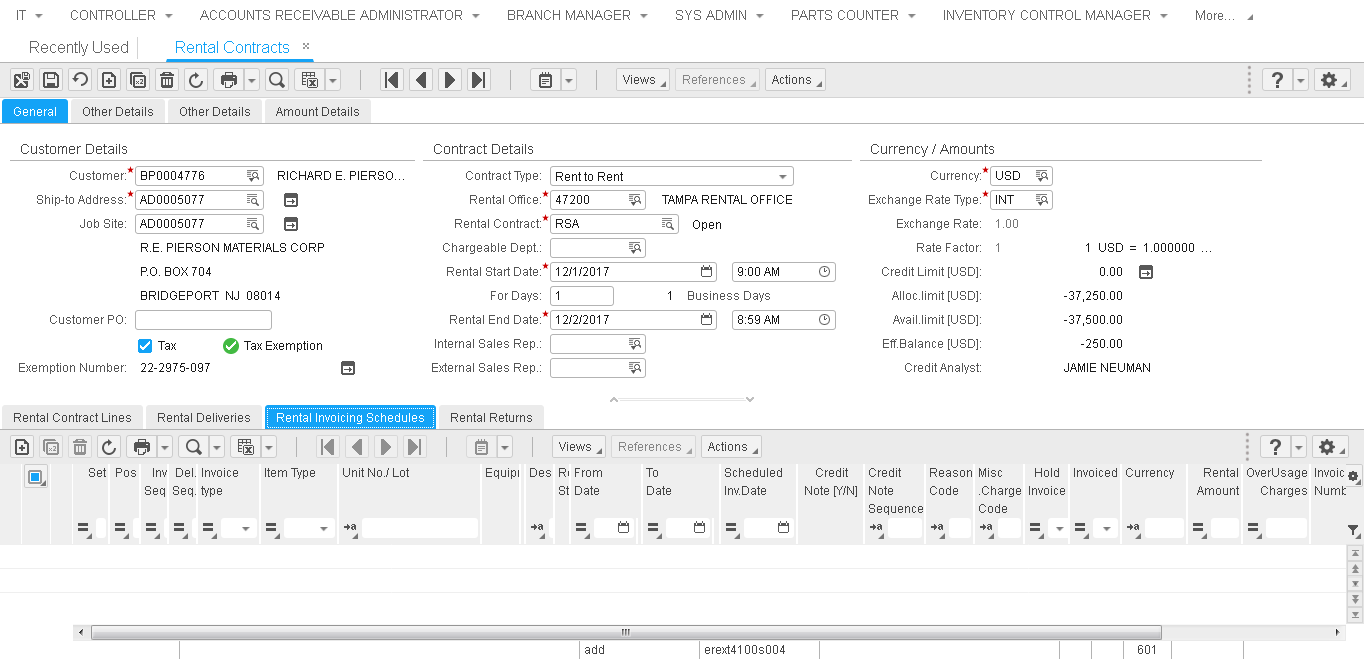 IT CONTROLLER ACCOUNTS RECEIVABLE ADMINISTRATOR BRANCH MANAGER SYS ADMIN PARTS COUNTER INVENTORY CONTROL MANAGER More...
Recently Used Rental Contracts ×
Views References Actions ?
General Other Details Other Details Amount Details
Customer Details Contract Details Currency / Amounts
Customer:* BP0004776 RICHARD E. PIERSO... Contract Type: Rent to Rent Currency:* USD
Ship-to Address:* AD0005077 Rental Office:* 47200 TAMPA RENTAL OFFICE Exchange Rate Type:* INT
Job Site: AD0005077 Rental Contract:* RSA Open Exchange Rate: 1.00
R.E. PIERSON MATERIALS CORP Chargeable Dept.: Rate Factor: 1 1 USD = 1.000000 ...
P.O. BOX 704 Rental Start Date:* 12/1/2017 9:00 AM Credit Limit [USD]: 0.00
BRIDGEPORT NJ 08014 For Days: 1 1 Business Days Alloc.limit [USD]: -37,250.00
Customer PO: Rental End Date:* 12/2/2017 8:59 AM Avail.limit [USD]: -37,500.00
Tax Tax Exemption Internal Sales Rep.: Eff.Balance [USD]: -250.00
Exemption Number: 22-2975-097 External Sales Rep.: Credit Analyst: JAMIE NEUMAN
Rental Contract Lines Rental Deliveries Rental Invoicing Schedules Rental Returns
Views References Actions ?
Set Pos Inv Del. Invoice Item Type Unit No./ Lot Equipi Des Re From To Scheduled Credit Credit Reason Misc Hold Invoiced Currency Rental OverUsage Invoic
Seq Seq. type St Date Date Inv.Date Note [Y/N] Note Code .Charge Invoice Amount Charges Numb
Sequence Code
add erext4100s004 601